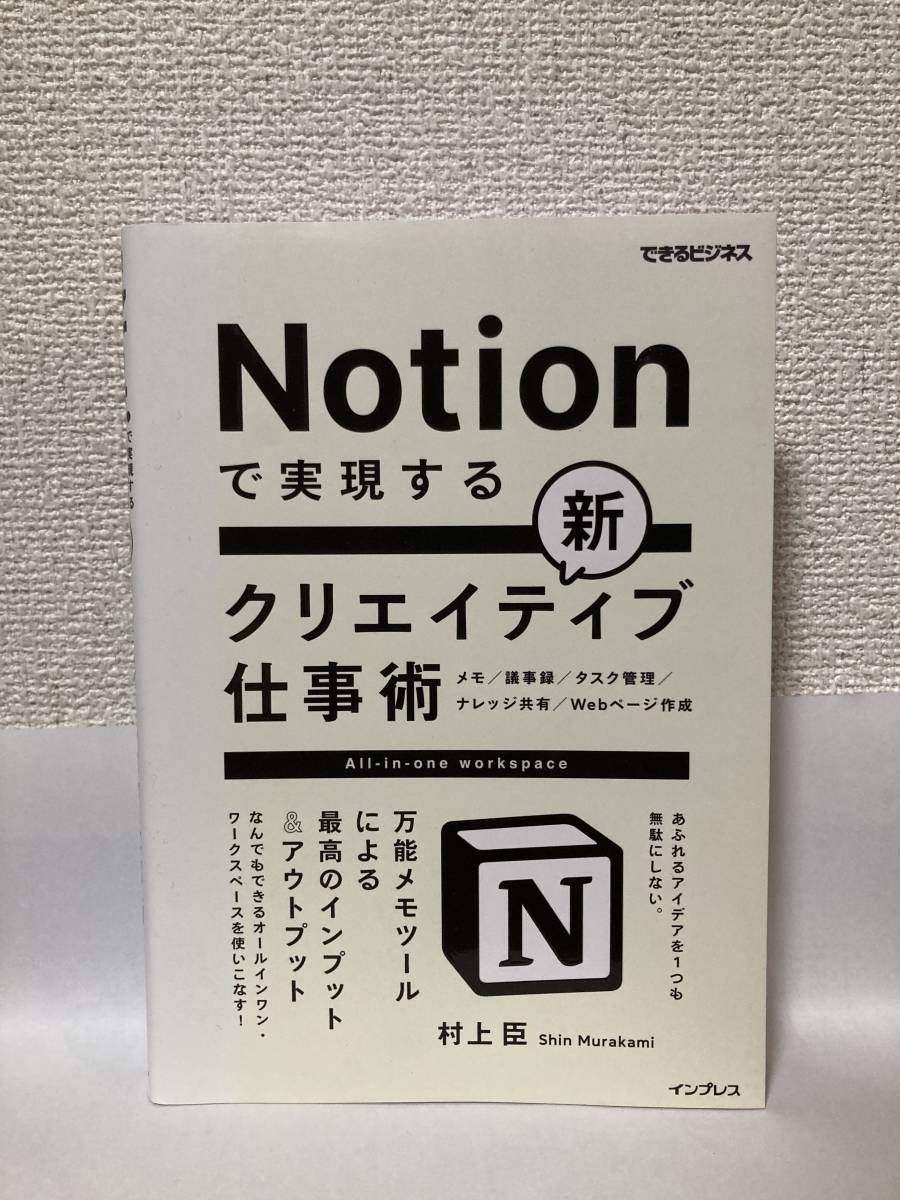 できるビジネス
Notion
で実現する
新
クリエイティブ
仕事術
メモ／議事録／タスク管理／
ナレッジ共有／Webページ作成
All-in-one workspace
あふれるアイデアを1つも
無駄にしない。
N
万能メモツール
による
最高のインプット
&アウトプット
なんでもできるオールインワン・
ワークスペースを使いこなす！
村上臣 Shin Murakami
インプレス
で実現する